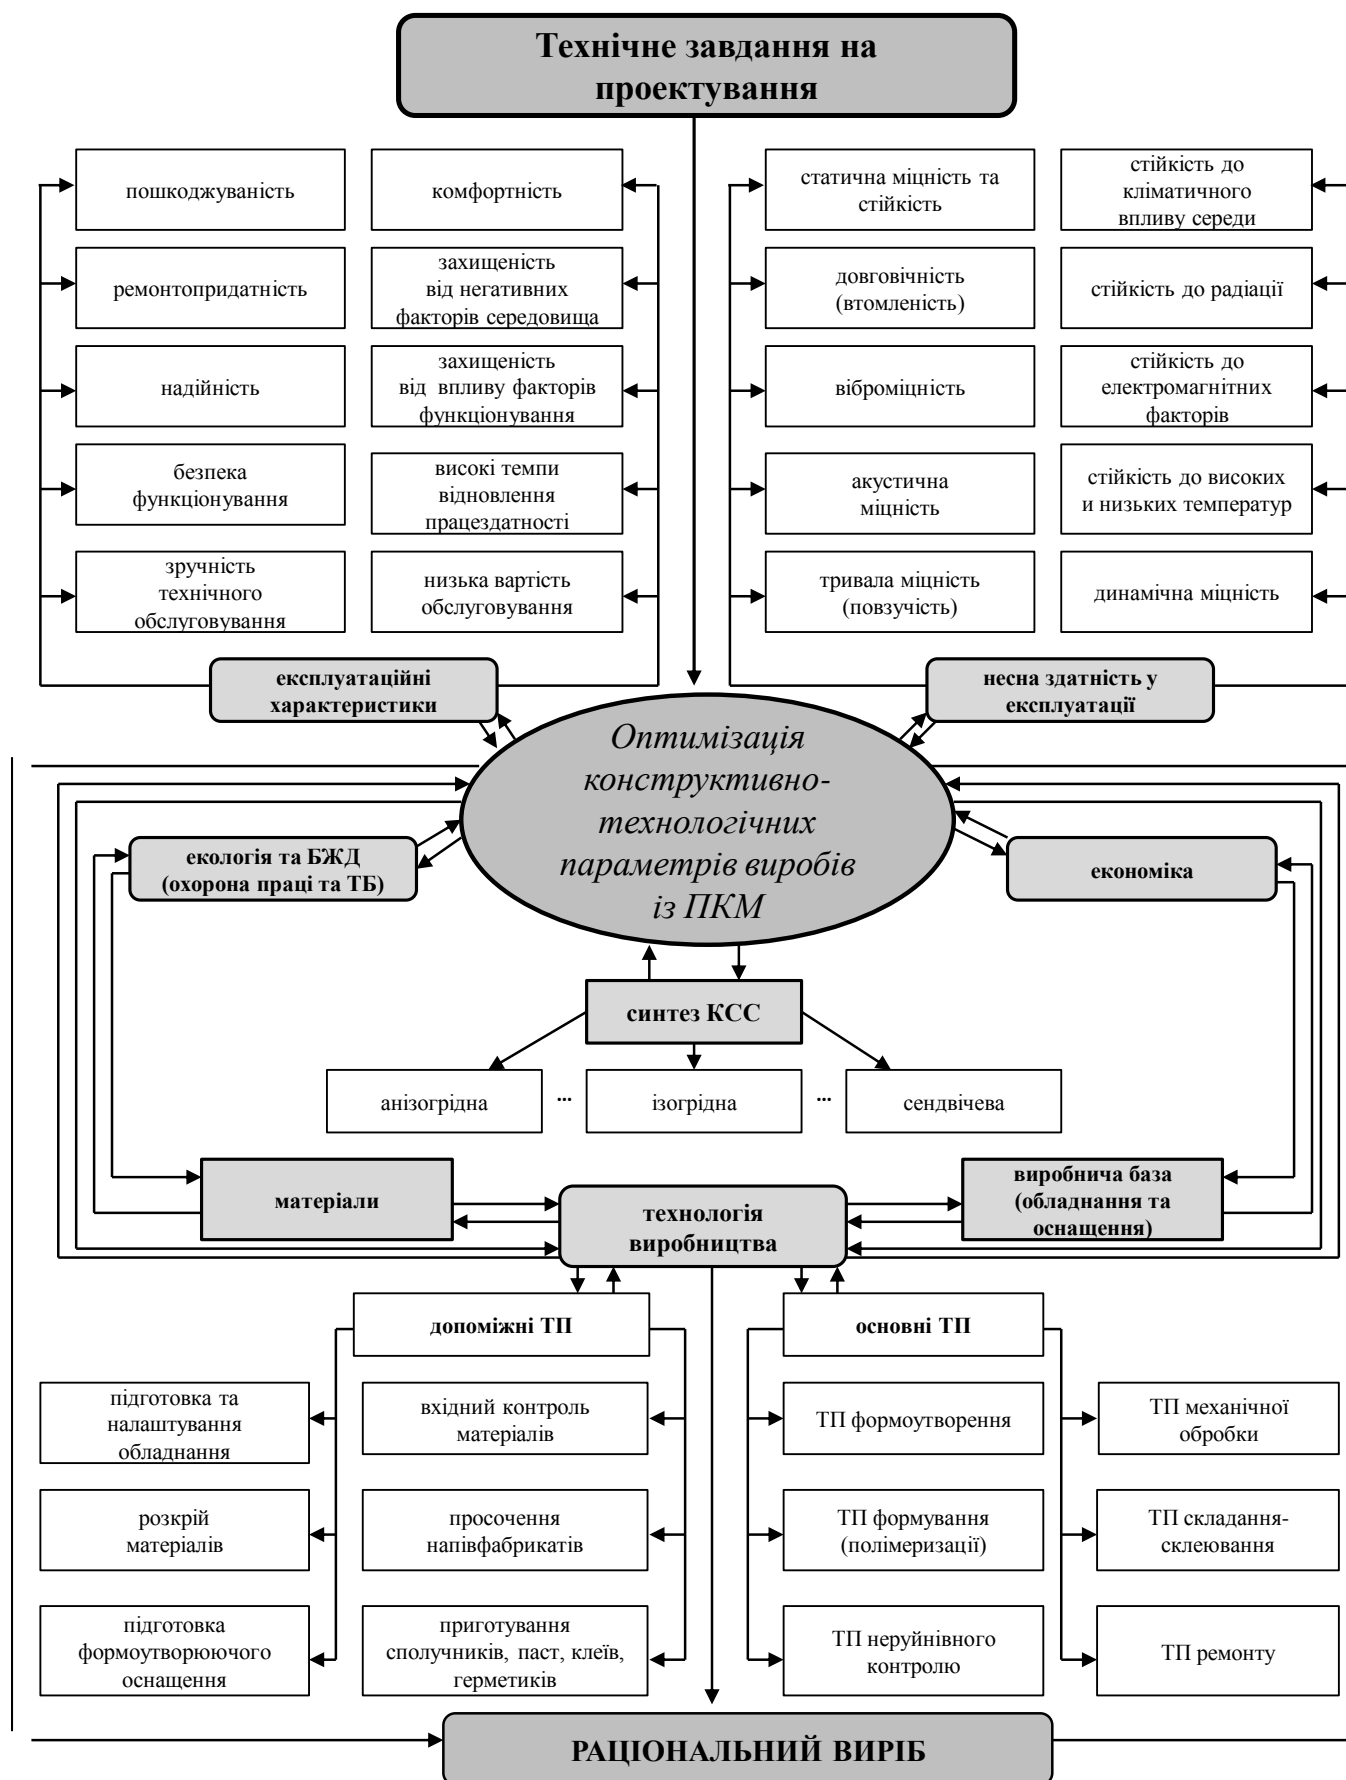 Технічне завдання на
проектування
пошкоджуваність
комфортність
статична міцність та
стійкість
стійкість до
кліматичного
впливу середи
ремонтопридатність
захищеність
від негативних
факторів середовища
довговічність
(втомленість)
стійкість до радіації
надійність
захищеність
від впливу факторів
функціонування
віброміцність
стійкість до
електромагнітних
факторів
безпека
функціонування
високі темпи
відновлення
працездатності
акустична
міцність
стійкість до високих
и низьких температур
зручність
технічного
обслуговування
низька вартість
обслуговування
тривала міцність
(повзучість)
динамічна міцність
експлуатаційні
характеристики
несна здатність у
експлуатації
Оптимізація
конструктивно-
технологічних
параметрів виробів
із ПКМ
екологія та БЖД
(охорона праці та ТБ)
економіка
синтез КСС
анізогрідна
...
ізогрідна
...
сендвічева
матеріали
технологія
виробництва
виробнича база
(обладнання та
оснащення)
допоміжні ТП
основні ТП
підготовка та
налаштування
обладнання
вхідний контроль
матеріалів
ТП формоутворення
ТП механічної
обробки
розкрій
матеріалів
просочення
напівфабрикатів
ТП формування
(полімеризації)
ТП складання-
склеювання
підготовка
формоутворюючого
оснащення
приготування
сполучників, паст, клеїв,
герметиків
ТП неруйнівного
контролю
ТП ремонту
РАЦІОНАЛЬНИЙ ВИРІБ